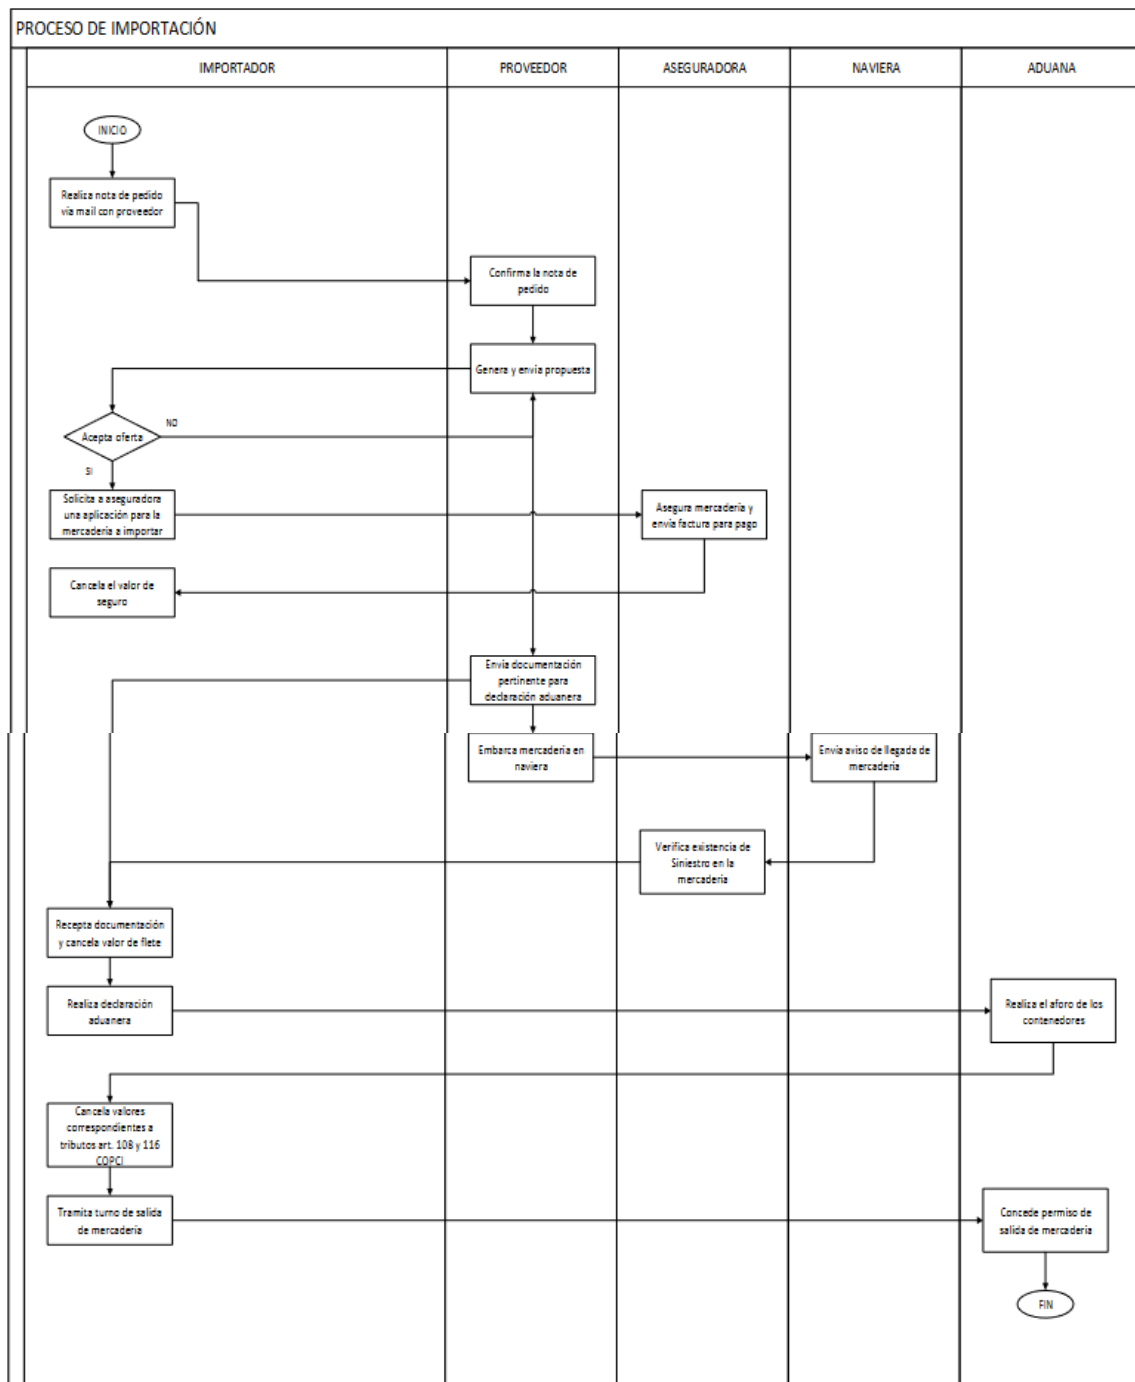 PROCESO DE IMPORTACIÓN
IMPORTADOR
PROVEEDOR
ASEGURADORA
NAVIERA
ADUANA
INICIO
Realiza nota de pedido
vía mail con proveedor
Confirma la nota de
pedido
Genera y envía propuesta
Acepta oferta
NO
SI
Solicita a aseguradora
una aplicación para la
mercadería a importar
Asegura mercadería y
envía factura para pago
Cancela el valor de
seguro
Envía documentación
pertinente para
declaración aduanera
Embarca mercadería en
naviera
Envía aviso de llegada de
mercadería
Verifica existencia de
Siniestro en la
mercadería
Recepta documentación
y cancela valor de flete
Realiza declaración
aduanera
Realiza el aforo de los
contenedores
Cancela valores
correspondientes a
tributos art. 108 y 116
COPCI
Tramita turno de salida
de mercadería
Concede permiso de
salida de mercadería
FIN